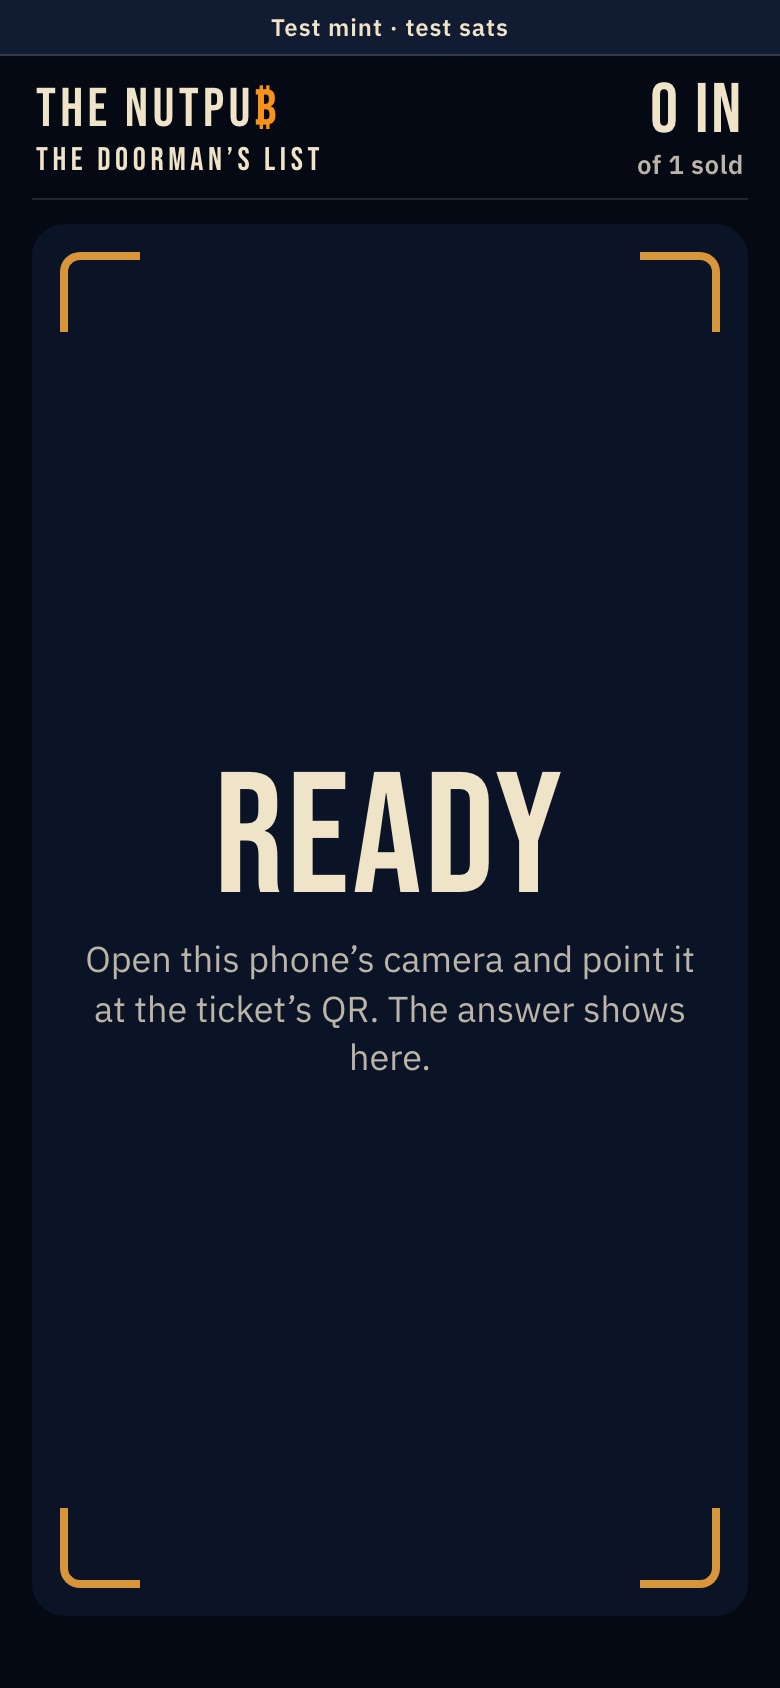 Test mint · test sats
THE NUTPU₿
THE DOORMAN’S LIST
0 IN
of 1 sold
READY
Open this phone’s camera and point it
at the ticket’s QR. The answer shows
here.